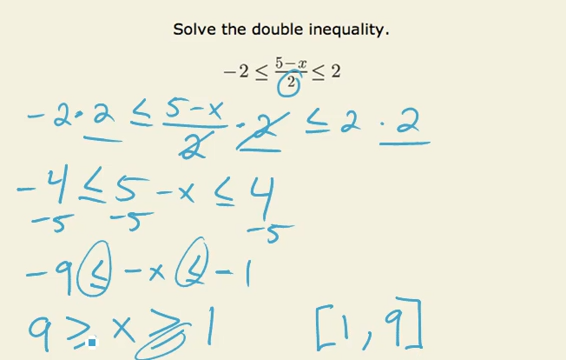 Solve the double inequality.
-2 ≤ 5-x/2 ≤ 2
-2·2 ≤ 5-x/2 ·2 ≤ 2 ·2
-4 ≤ 5-x ≤ 4
-5 -5 -5
-9 ≤ -x ≤ -1
9 ≥ x ≥ 1 [1,9]